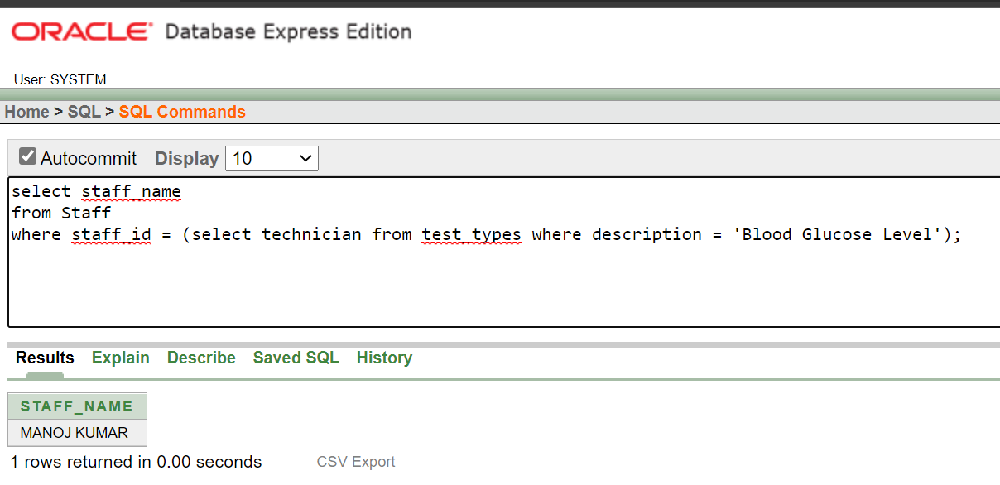 ORACLE® Database Express Edition
User: SYSTEM
Home > SQL > SQL Commands
Autocommit Display 10
select staff_name
from Staff
where staff_id = (select technician from test_types where description = 'Blood Glucose Level');
Results Explain Describe Saved SQL History
STAFF_NAME
MANOJ KUMAR
1 rows returned in 0.00 seconds CSV Export